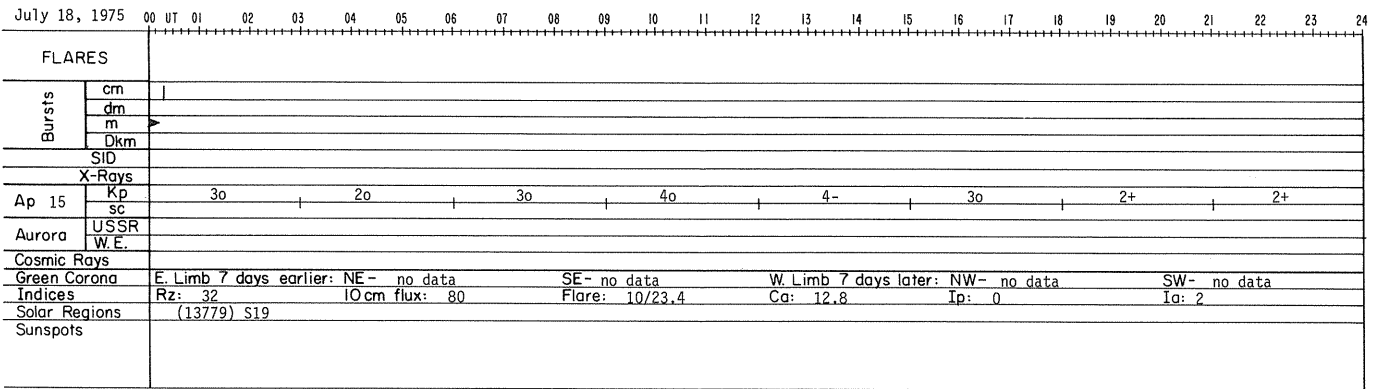 July 18, 1975 00 UT 01 02 03 04 05 06 07 08 09 10 11 12 13 14 15 16 17 18 19 20 21 22 23 24
FLARES
Bursts
cm
dm
m
Dkm
SID
X-Rays
Ap 15 Kp 3o 2o 3o 4o 4- 3o 2+ 2+
sc
Aurora
USSR
W.E.
Cosmic Rays
Green Corona E. Limb 7 days earlier: NE- no data SE- no data W. Limb 7 days later: NW- no data SW- no data
Indices Rz: 32 10cm flux: 80 Flare: 10/23.4 Ca: 12.8 Ip: 0 Ia: 2
Solar Regions (13779) S19
Sunspots